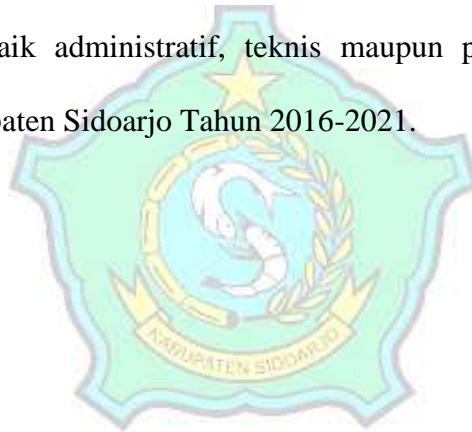 aik administratif, teknis maupun p
paten Sidoarjo Tahun 2016-2021.
KABUPATEN SIDOARJO